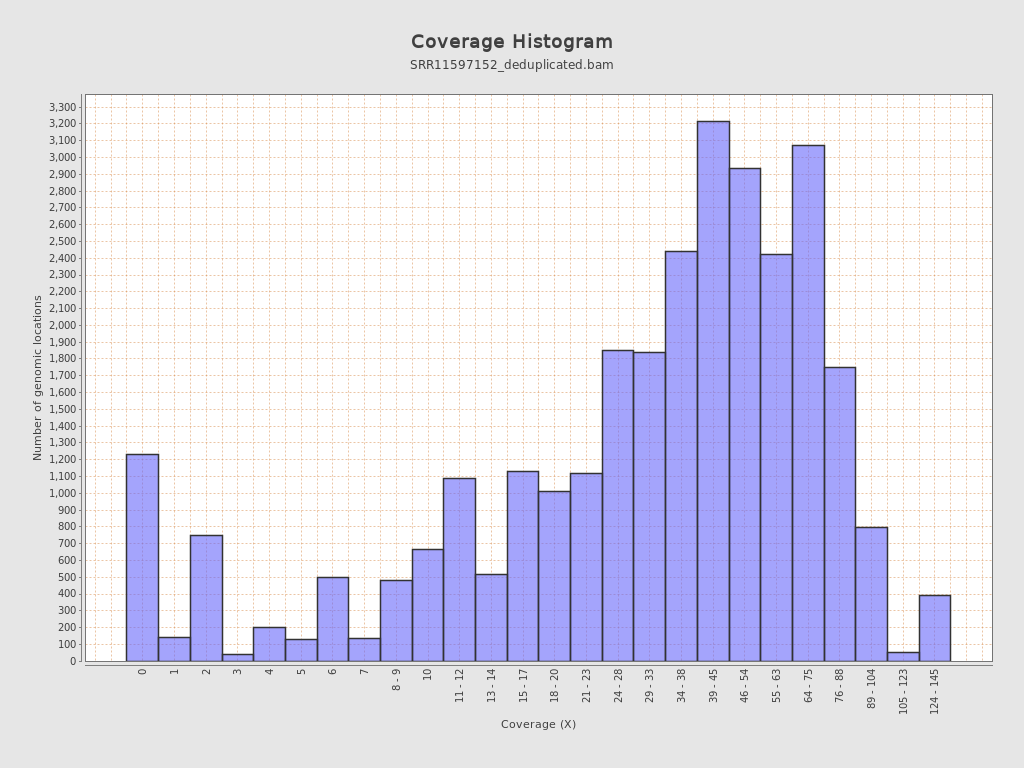 Coverage Histogram
SRR11597152_deduplicated.bam
Number of genomic locations
3,300
3,200
3,100
3,000
2,900
2,800
2,700
2,600
2,500
2,400
2,300
2,200
2,100
2,000
1,900
1,800
1,700
1,600
1,500
1,400
1,300
1,200
1,100
1,000
900
800
700
600
500
400
300
200
100
0
0
1
2
3
4
5
6
7
8 - 9
10
11 - 12
13 - 14
15 - 17
18 - 20
21 - 23
24 - 28
29 - 33
34 - 38
39 - 45
46 - 54
55 - 63
64 - 75
76 - 88
89 - 104
105 - 123
124 - 145
Coverage (X)